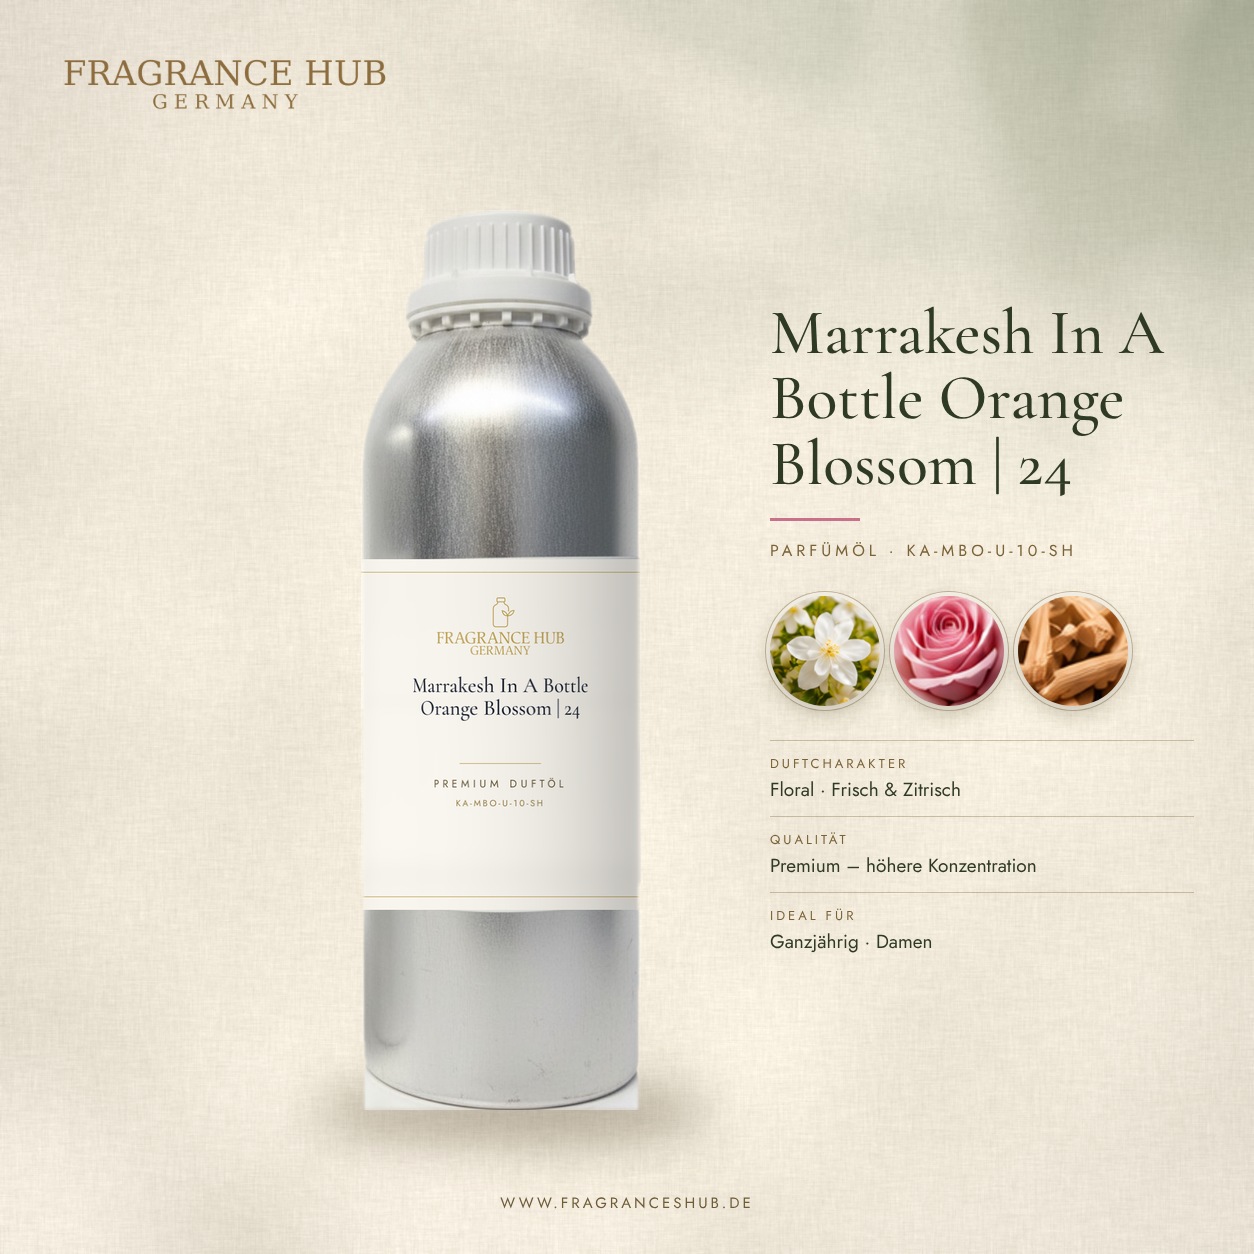 FRAGRANCE HUB
GERMANY
Marrakesh In A
Bottle Orange
Blossom | 24
PARFÜMÖL · KA-MBO-U-10-SH
DUFTCHARAKTER
Floral · Frisch & Zitrisch
QUALITÄT
Premium – höhere Konzentration
IDEAL FÜR
Ganzjährig · Damen
FRAGRANCE HUB
GERMANY
Marrakesh In A Bottle
Orange Blossom | 24
PREMIUM DUFTÖL
KA-MBO-U-10-SH
WWW.FRAGRANCESHUB.DE